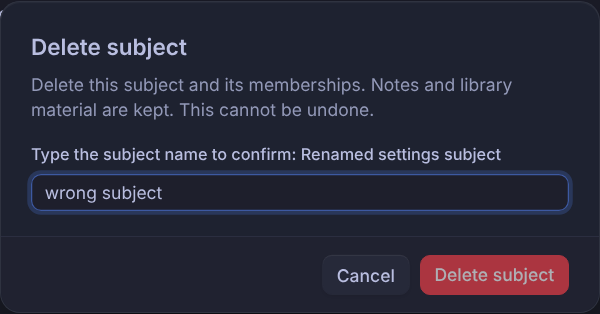 Delete subject
Delete this subject and its memberships. Notes and library
material are kept. This cannot be undone.
Type the subject name to confirm: Renamed settings subject
wrong subject
Cancel
Delete subject